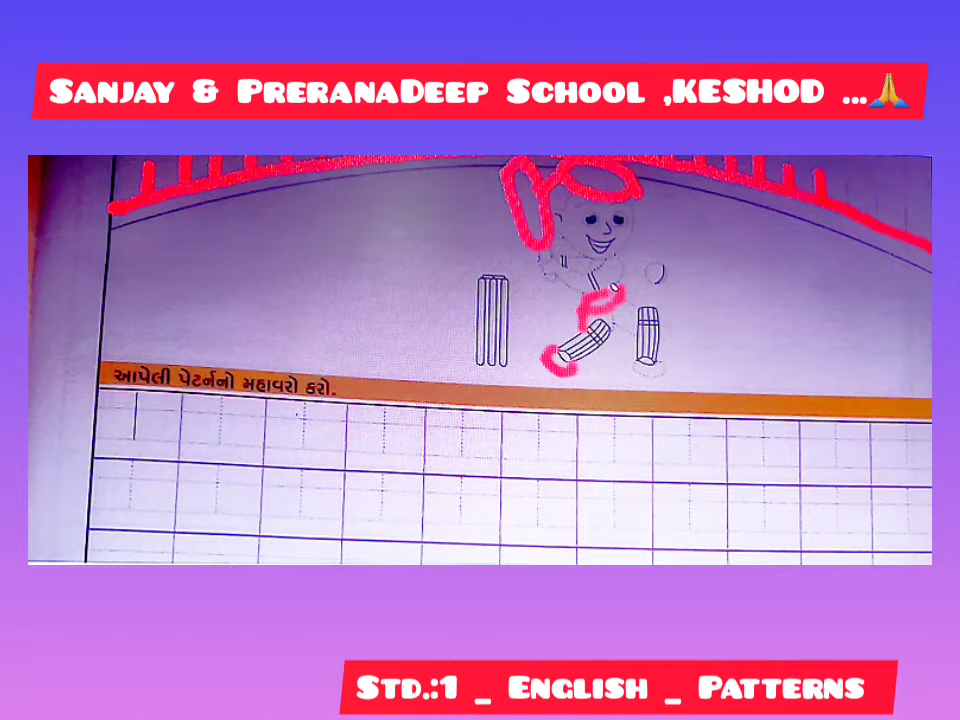 SANJAY & PRERANADEEP SCHOOL ,KESHOD ...🙏
આપેલી પેટર્નનો મહાવરો કરો.
STD.:1 _ ENGLISH _ PATTERNS